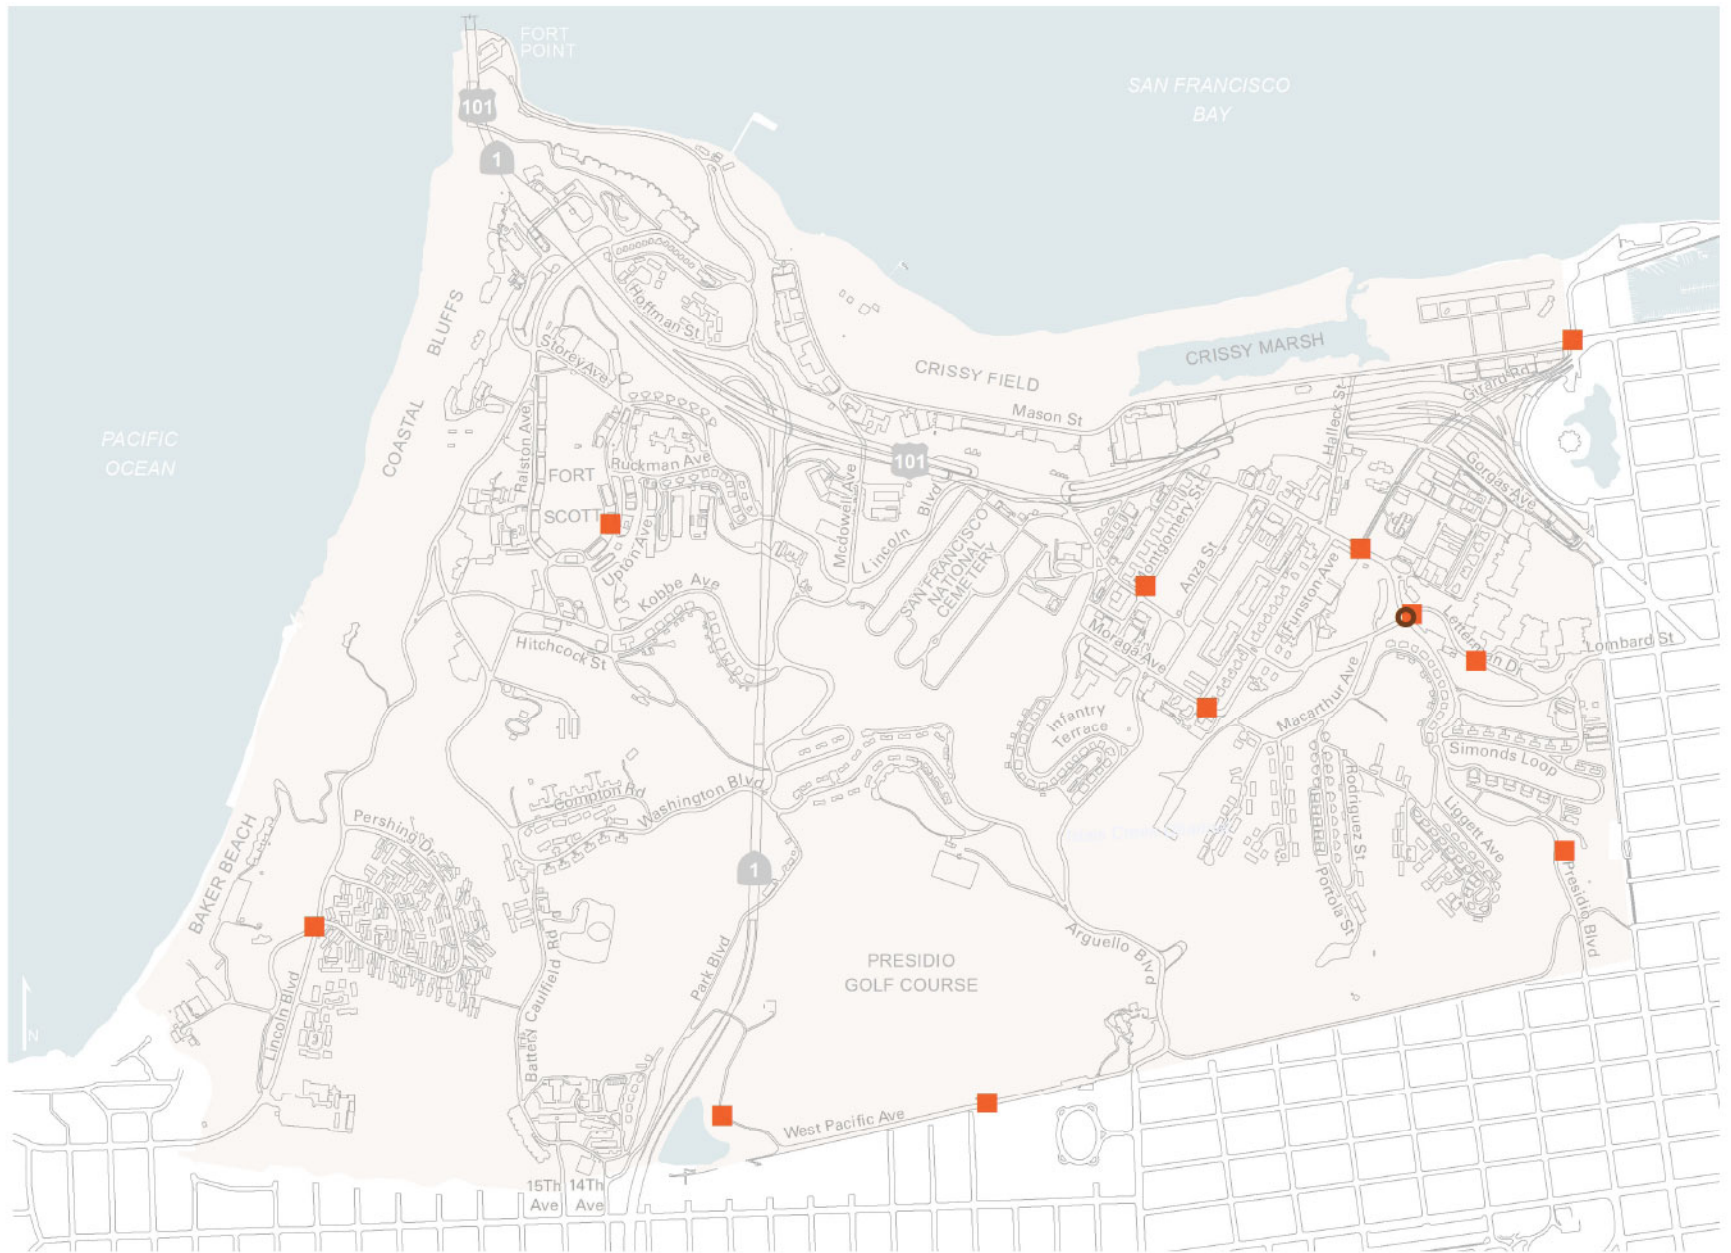 FORT
POINT
SAN FRANCISCO
BAY
101
1
PACIFIC
OCEAN
COASTAL
BLUFFS
Hoffman St
Storey Ave
Ralston Ave
FORT
SCOTT
Ruckman Ave
Upton Ave
Kobbe Ave
Hitchcock St
Mcdowell Ave
Lincoln
Blvd
101
CRISSY FIELD
CRISSY MARSH
Mason St
SAN FRANCISCO
NATIONAL
CEMETERY
Montgomery St
Anza St
Moraga Ave
Funston Ave
Halleck St
Girard Rd
Gorgas Ave
Letterman Dr
Lombard St
Macarthur Ave
Infantry
Terrace
Simonds Loop
Rodriguez St
Portola St
Liggett Ave
Presidio Blvd
Compton Rd
Washington Blvd
Pershing Dr
BAKER BEACH
1
Park Blvd
Battery Caulfield Rd
Lincoln Blvd
PRESIDIO
GOLF COURSE
Arguello Blvd
West Pacific Ave
15Th
Ave
14Th
Ave
N